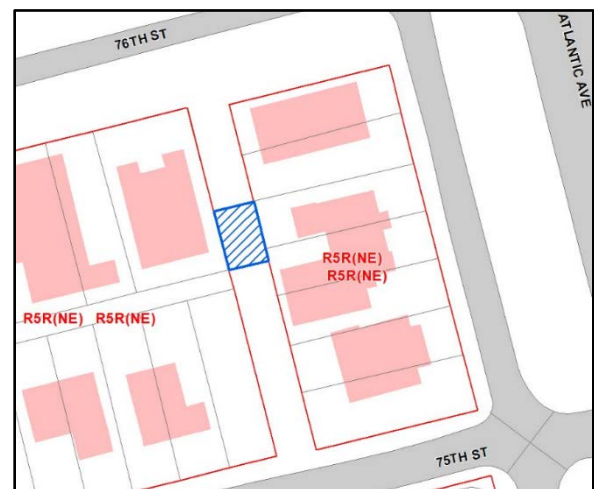 76TH ST
ATLANTIC AVE
R5R(NE)
R5R(NE)
R5R(NE) R5R(NE)
75TH ST